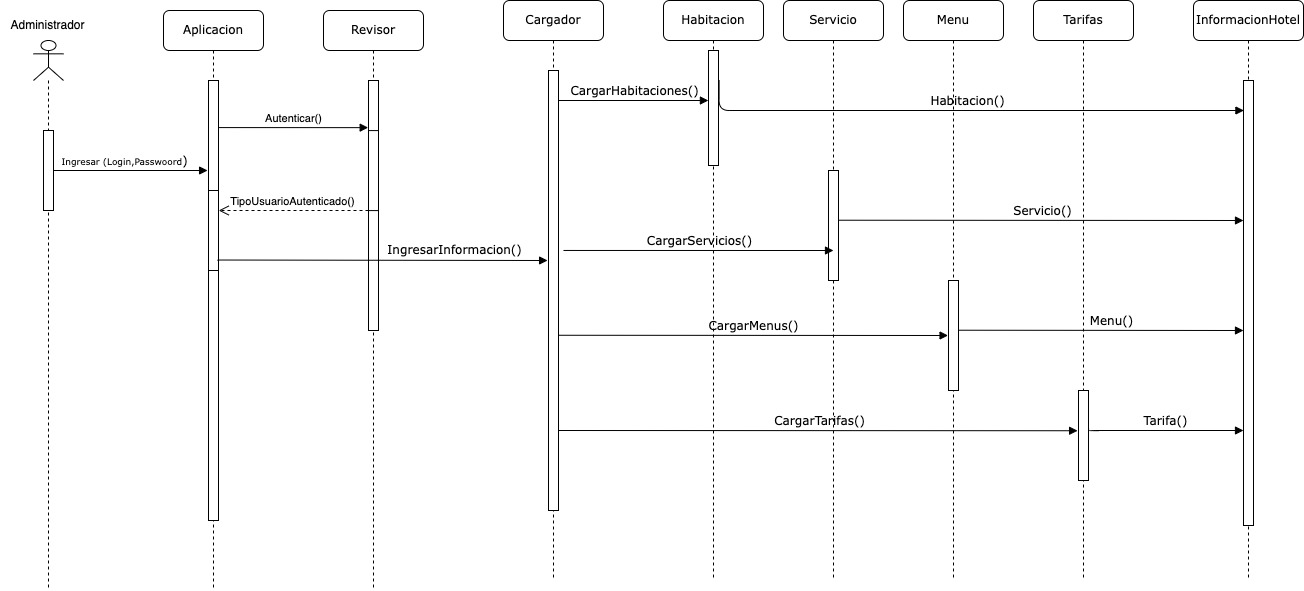 Administrador
Aplicacion
Revisor
Cargador
Habitacion
Servicio
Menu
Tarifas
InformacionHotel
CargarHabitaciones()
Habitacion()
Autenticar()
Ingresar (Login,Passwoord)
TipoUsuarioAutenticado()
Servicio()
CargarServicios()
IngresarInformacion()
CargarMenus()
Menu()
CargarTarifas()
Tarifa()